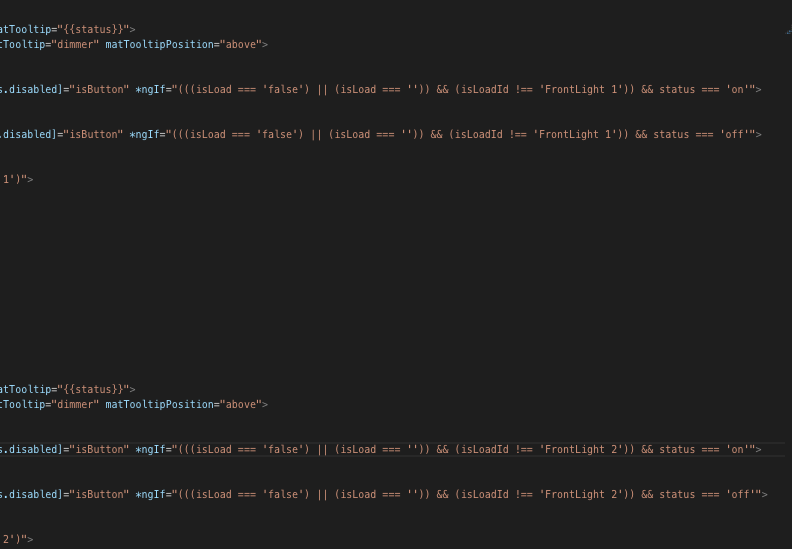 atTooltip="{{status}}">
tTooltip="dimmer" matTooltipPosition="above">
s.disabled]="isButton" *ngIf="(((isLoad === 'false') || (isLoad === '')) && (isLoadId !== 'FrontLight 1')) && status === 'on'">
.disabled]="isButton" *ngIf="(((isLoad === 'false') || (isLoad === '')) && (isLoadId !== 'FrontLight 1')) && status === 'off'">
1')">
atTooltip="{{status}}">
tTooltip="dimmer" matTooltipPosition="above">
s.disabled]="isButton" *ngIf="(((isLoad === 'false') || (isLoad === '')) && (isLoadId !== 'FrontLight 2')) && status === 'on'">
s.disabled]="isButton" *ngIf="(((isLoad === 'false') || (isLoad === '')) && (isLoadId !== 'FrontLight 2')) && status === 'off'">
2')">